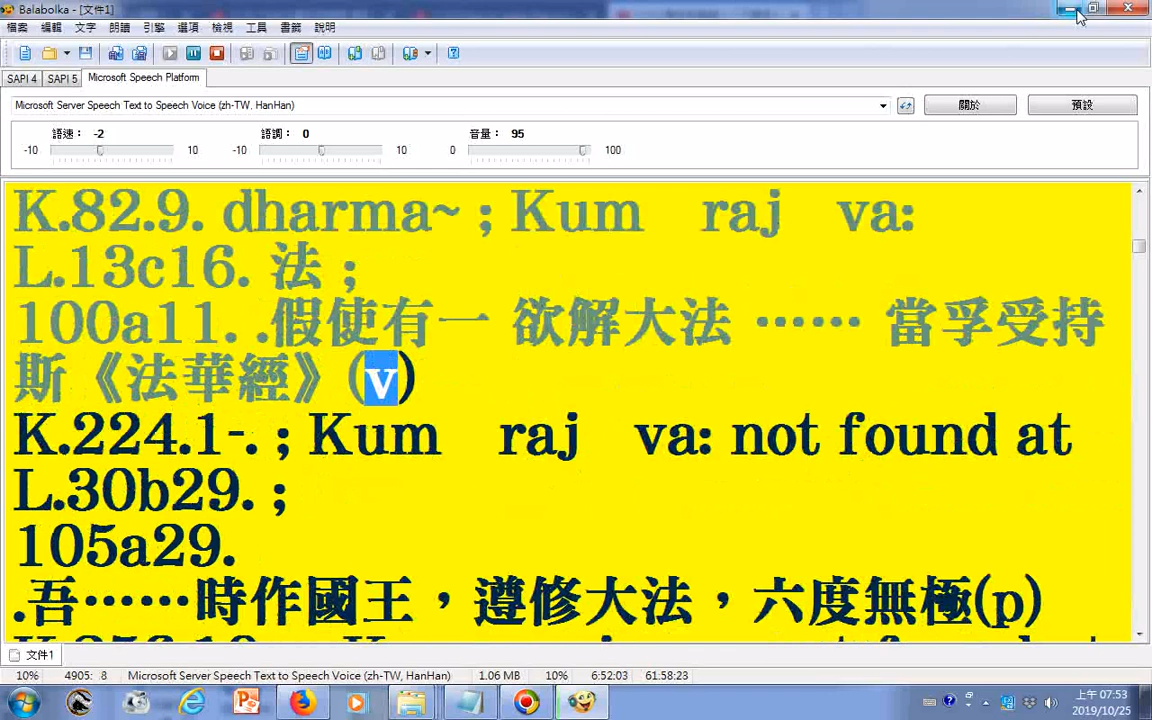 Balabolka - [文件1]
檔案 編輯 文字 朗讀 引擎 選項 檢視 工具 書籤 說明
SAPI 4 SAPI 5 Microsoft Speech Platform
Microsoft Server Speech Text to Speech Voice (zh-TW, HanHan) 關於 預設
語速： -2 語調： 0 音量： 95
-10 10 -10 10 0 100
K.82.9. dharma~ ; Kum raj va:
L.13c16. 法 ;
100a11. .假使有一 欲解大法 …… 當孚受持
斯《法華經》(v)
K.224.1-. ; Kum raj va: not found at
L.30b29. ;
105a29.
.吾……時作國王，遵修大法，六度無極(p)
文件1
10% 4905: 8 Microsoft Server Speech Text to Speech Voice (zh-TW, HanHan) 1.06 MB 10% 6:52:03 61:58:23
上午 07:53
2019/10/25